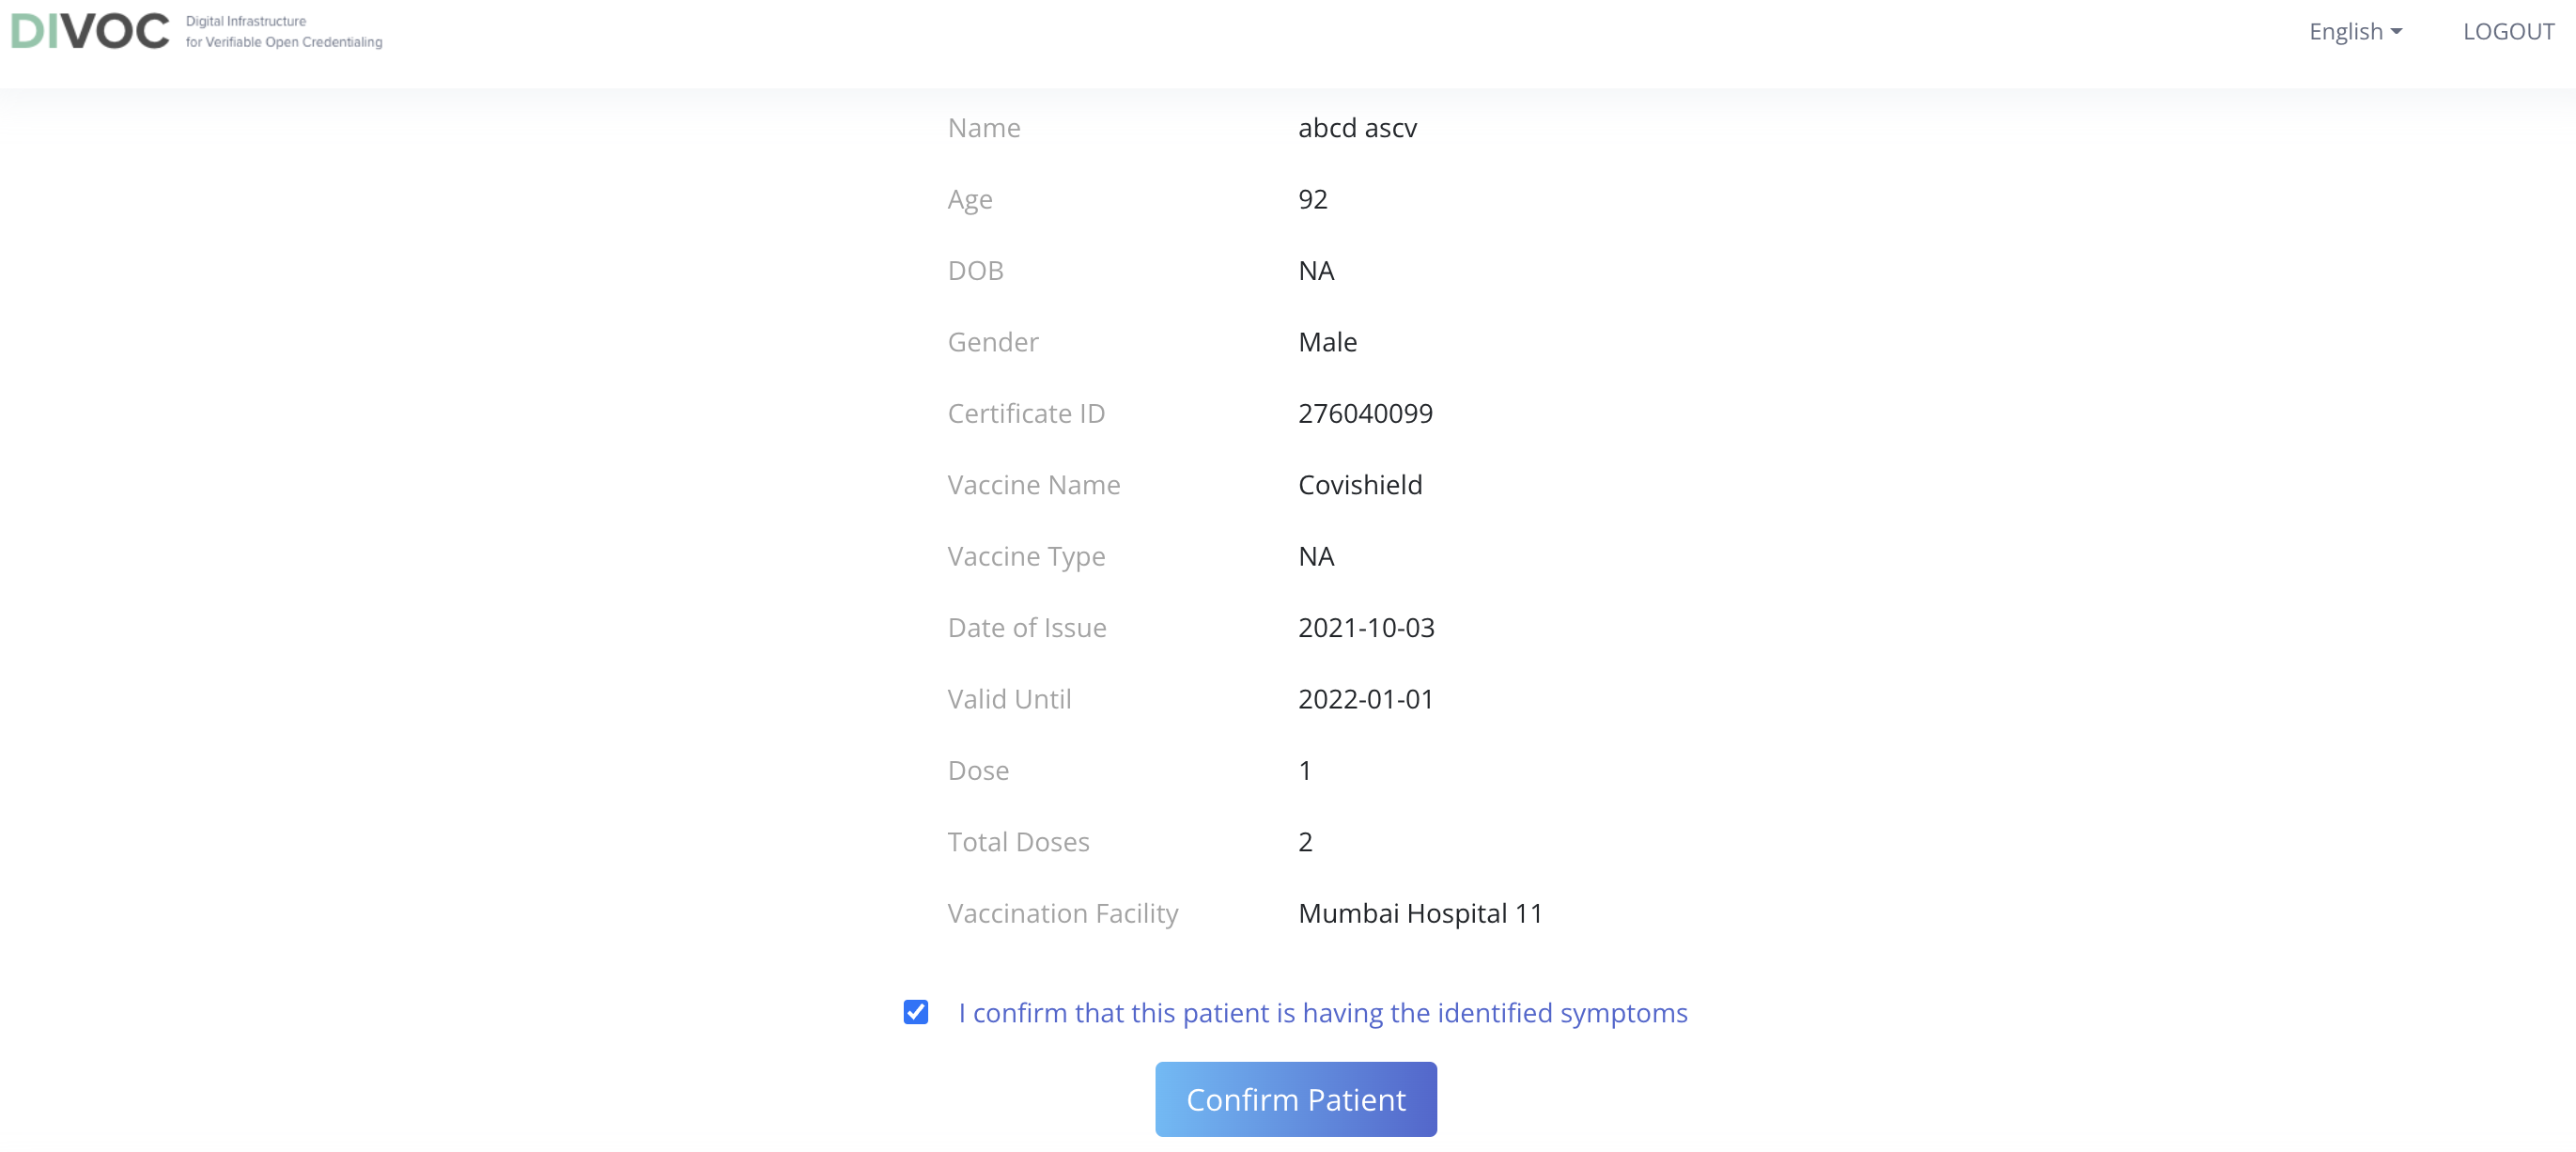 DIVOC
Digital Infrastructure
for Verifiable Open Credentialing
English
LOGOUT
Name abcd ascv
Age 92
DOB NA
Gender Male
Certificate ID 276040099
Vaccine Name Covishield
Vaccine Type NA
Date of Issue 2021-10-03
Valid Until 2022-01-01
Dose 1
Total Doses 2
Vaccination Facility Mumbai Hospital 11
I confirm that this patient is having the identified symptoms
Confirm Patient